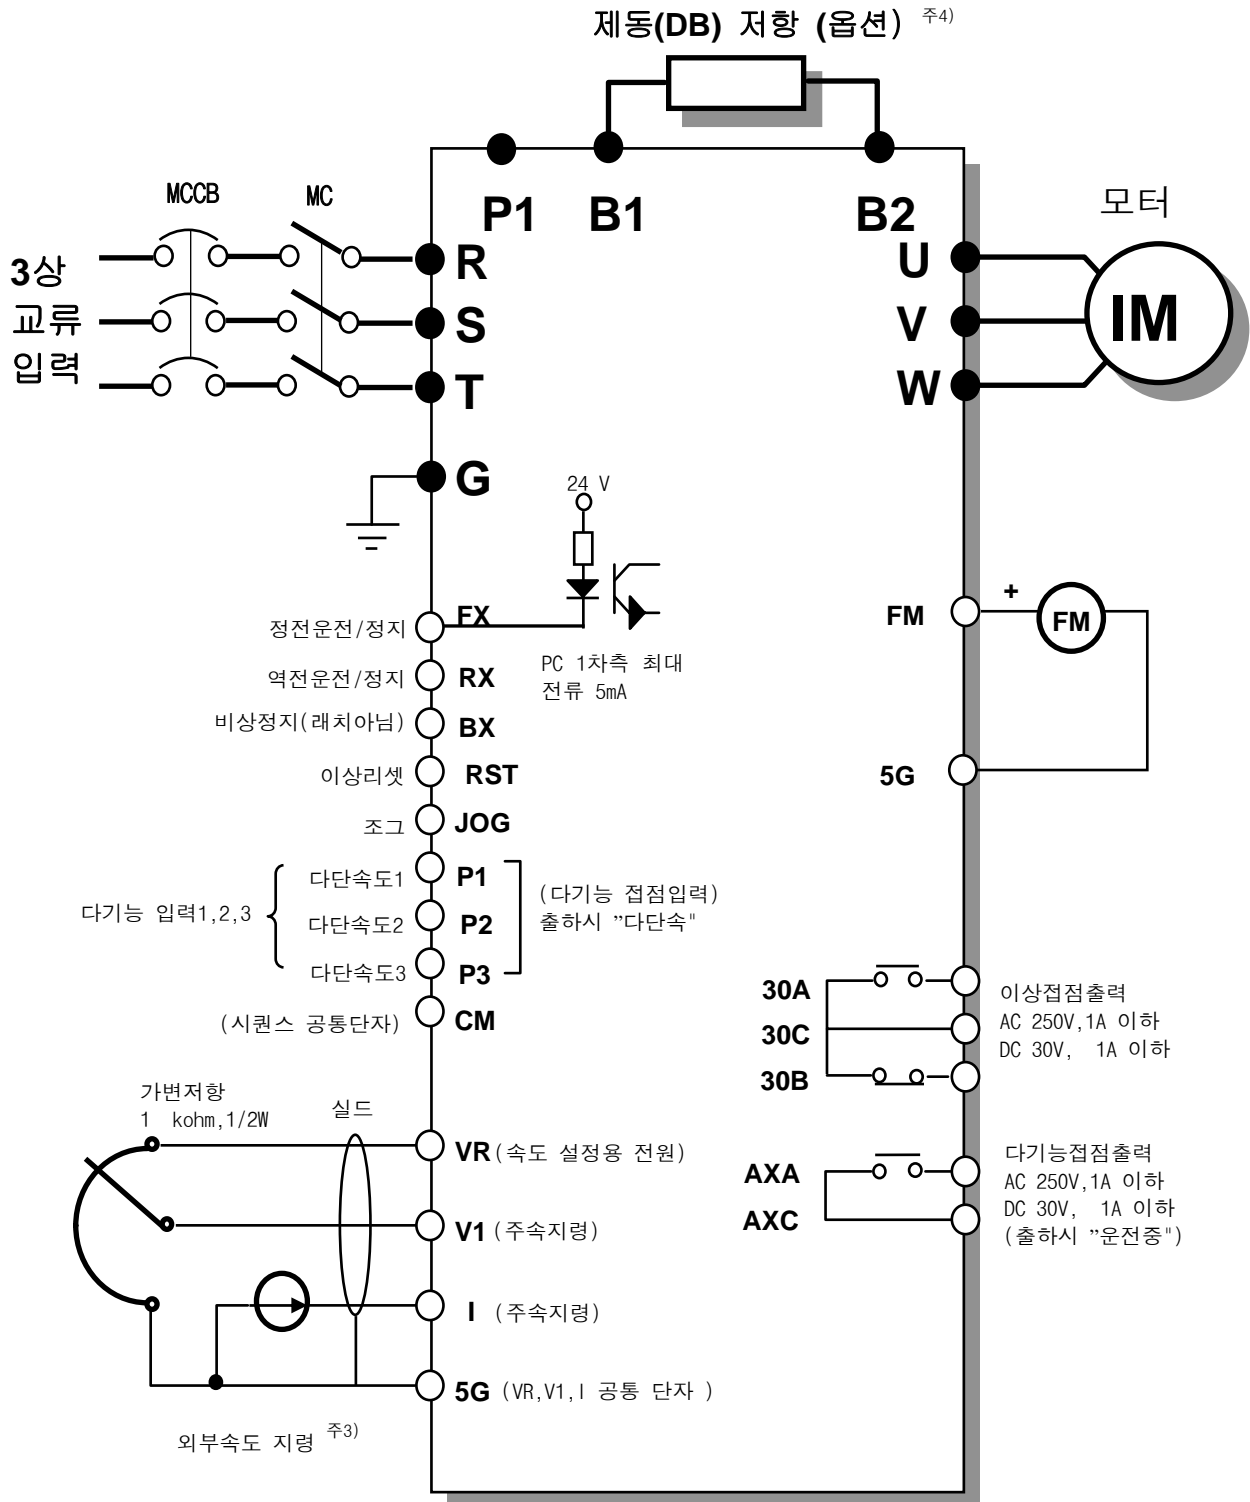 제동(DB) 저항 (옵션) 주4)
P1
B1
B2
MCCB
MC
모터
3상
교류
입력
R
S
T
G
U
V
W
IM
24 V
정전운전/정지
FX
역전운전/정지
RX
비상정지(래치아님)
BX
이상리셋
RST
조그
JOG
PC 1차측 최대
전류 5mA
FM
+
FM
5G
다기능 입력1,2,3
다단속도1
P1
다단속도2
P2
다단속도3
P3
(다기능 접점입력)
출하시 ”다단속"
(시퀀스 공통단자)
CM
30A
30C
30B
이상접점출력
AC 250V,1A 이하
DC 30V, 1A 이하
가변저항
1 kohm,1/2W
실드
VR (속도 설정용 전원)
V1 (주속지령)
I (주속지령)
5G (VR,V1,I 공통 단자 )
AXA
AXC
다기능접점출력
AC 250V,1A 이하
DC 30V, 1A 이하
(출하시 ”운전중")
외부속도 지령 주3)